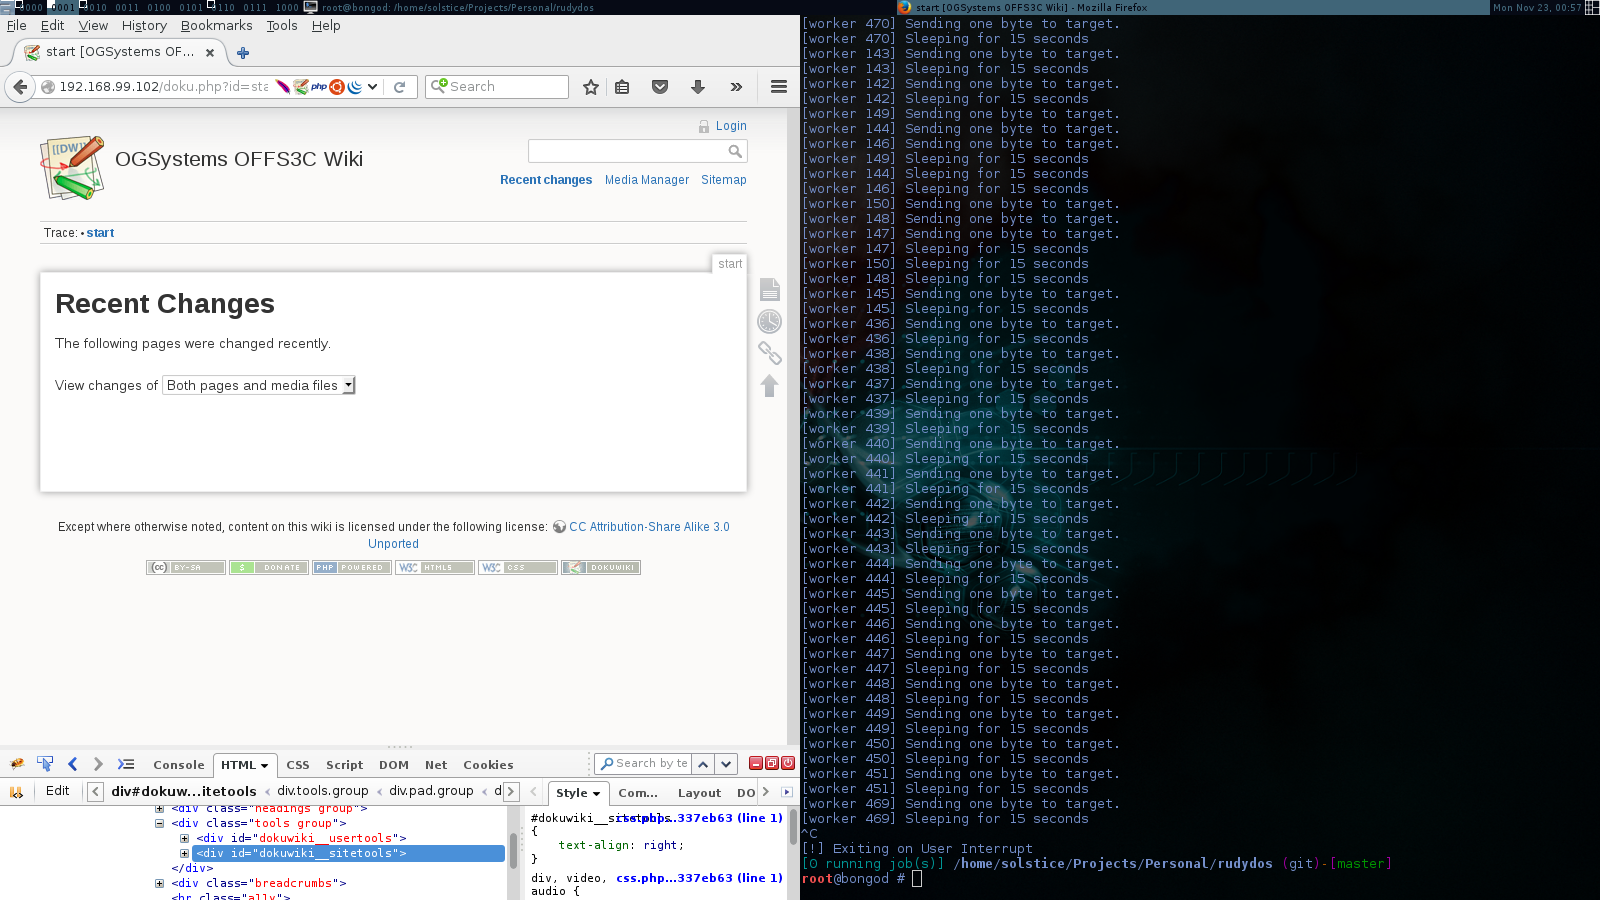 0000 0001 0010 0011 0100 0101 0110 0111 1000 root@bongod: /home/solstice/Projects/Personal/rudydos
start [OGSystems OFFS3C Wiki] - Mozilla Firefox
Mon Nov 23, 00:57
File Edit View History Bookmarks Tools Help
start [OGSystems OF...
192.168.99.102/doku.php?id=sta
php
Search
Login
[[DW]]
OGSystems OFFS3C Wiki
Recent changes Media Manager Sitemap
Trace: • start
start
Recent Changes
The following pages were changed recently.
View changes of Both pages and media files
Except where otherwise noted, content on this wiki is licensed under the following license: CC Attribution-Share Alike 3.0
Unported
(cc) BY-SA $ DONATE PHP POWERED W3C HTML5 W3C CSS DOKUWIKI
Console HTML CSS Script DOM Net Cookies
Search by te
Edit div#dokuw...itetools < div.tools.group < div.pad.group < d
Style Com... Layout DO
<div class="headings group">
<div class="tools group">
<div id="dokuwiki__usertools">
<div id="dokuwiki__sitetools">
</div>
<div class="breadcrumbs">
<hr class="a11y">
#dokuwiki__sitetools css.php...337eb63 (line 1)
{
text-align: right;
}
div, video, css.php...337eb63 (line 1)
audio {
[worker 470] Sending one byte to target.
[worker 470] Sleeping for 15 seconds
[worker 143] Sending one byte to target.
[worker 143] Sleeping for 15 seconds
[worker 142] Sending one byte to target.
[worker 142] Sleeping for 15 seconds
[worker 149] Sending one byte to target.
[worker 144] Sending one byte to target.
[worker 146] Sending one byte to target.
[worker 149] Sleeping for 15 seconds
[worker 144] Sleeping for 15 seconds
[worker 146] Sleeping for 15 seconds
[worker 150] Sending one byte to target.
[worker 148] Sending one byte to target.
[worker 147] Sending one byte to target.
[worker 147] Sleeping for 15 seconds
[worker 150] Sleeping for 15 seconds
[worker 148] Sleeping for 15 seconds
[worker 145] Sending one byte to target.
[worker 145] Sleeping for 15 seconds
[worker 436] Sending one byte to target.
[worker 436] Sleeping for 15 seconds
[worker 438] Sending one byte to target.
[worker 438] Sleeping for 15 seconds
[worker 437] Sending one byte to target.
[worker 437] Sleeping for 15 seconds
[worker 439] Sending one byte to target.
[worker 439] Sleeping for 15 seconds
[worker 440] Sending one byte to target.
[worker 440] Sleeping for 15 seconds
[worker 441] Sending one byte to target.
[worker 441] Sleeping for 15 seconds
[worker 442] Sending one byte to target.
[worker 442] Sleeping for 15 seconds
[worker 443] Sending one byte to target.
[worker 443] Sleeping for 15 seconds
[worker 444] Sending one byte to target.
[worker 444] Sleeping for 15 seconds
[worker 445] Sending one byte to target.
[worker 445] Sleeping for 15 seconds
[worker 446] Sending one byte to target.
[worker 446] Sleeping for 15 seconds
[worker 447] Sending one byte to target.
[worker 447] Sleeping for 15 seconds
[worker 448] Sending one byte to target.
[worker 448] Sleeping for 15 seconds
[worker 449] Sending one byte to target.
[worker 449] Sleeping for 15 seconds
[worker 450] Sending one byte to target.
[worker 450] Sleeping for 15 seconds
[worker 451] Sending one byte to target.
[worker 451] Sleeping for 15 seconds
[worker 469] Sending one byte to target.
[worker 469] Sleeping for 15 seconds
^C
[!] Exiting on User Interrupt
[0 running job(s)] /home/solstice/Projects/Personal/rudydos (git)-[master]
root@bongod #